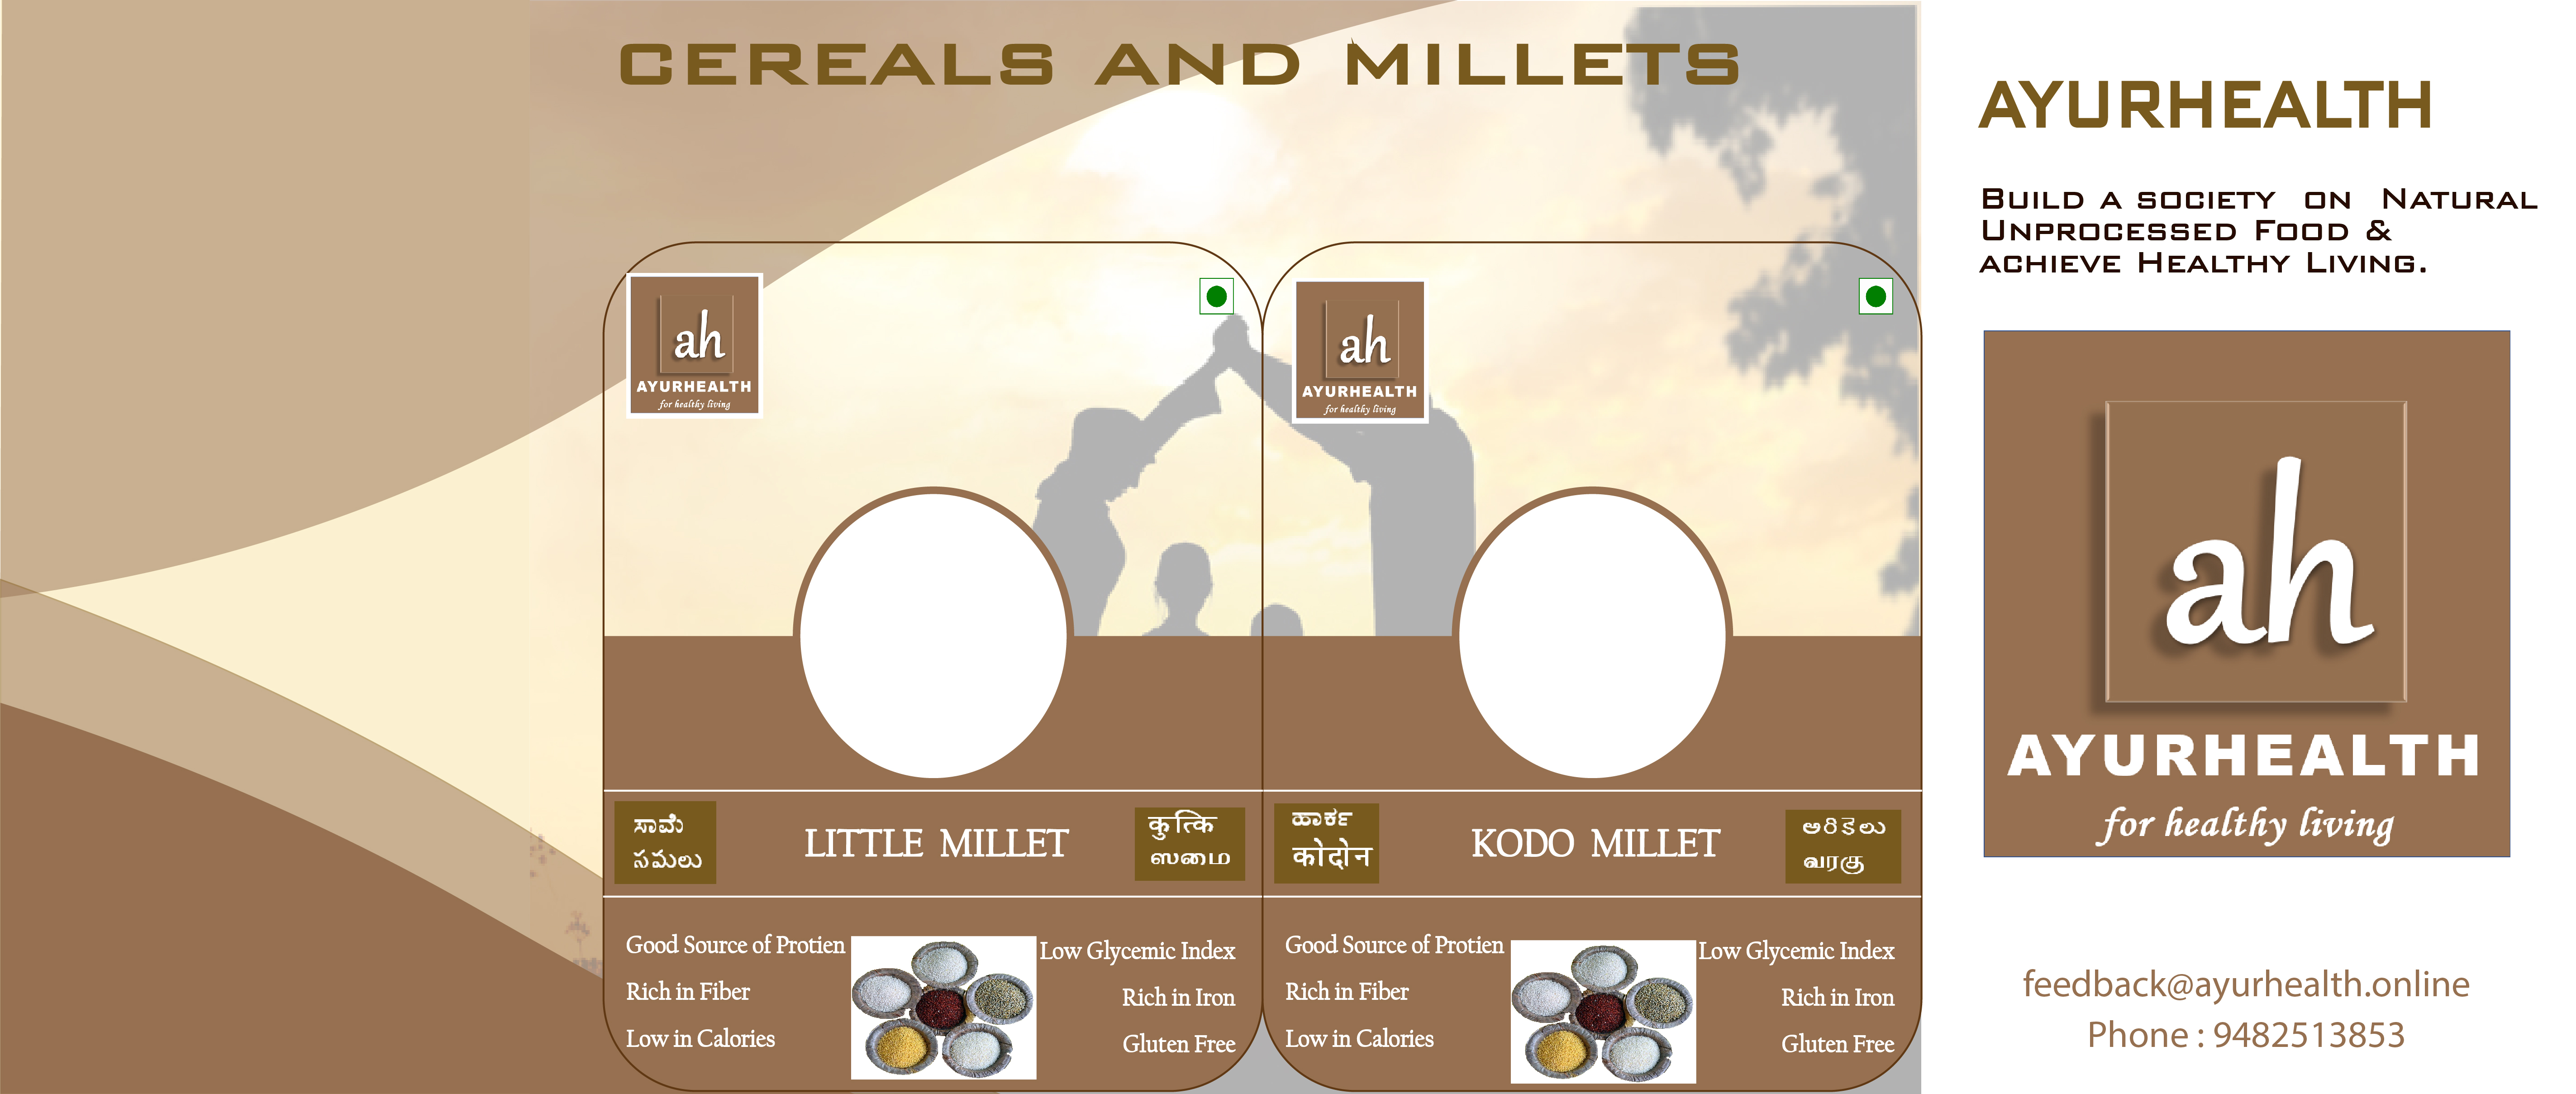 CEREALS AND MILLETS
ah
AYURHEALTH
for healthy living
ah
AYURHEALTH
for healthy living
ಸಾಮೆ
సమలు
LITTLE MILLET
कुत्कि
ஸமை
ಹಾರ್ಕ
कोदोन
KODO MILLET
అరికెలు
வரகு
Good Source of Protien
Rich in Fiber
Low in Calories
Low Glycemic Index
Rich in Iron
Gluten Free
Good Source of Protien
Rich in Fiber
Low in Calories
Low Glycemic Index
Rich in Iron
Gluten Free
AYURHEALTH
BUILD A SOCIETY ON NATURAL
UNPROCESSED FOOD &
ACHIEVE HEALTHY LIVING.
ah
AYURHEALTH
for healthy living
feedback@ayurhealth.online
Phone : 9482513853